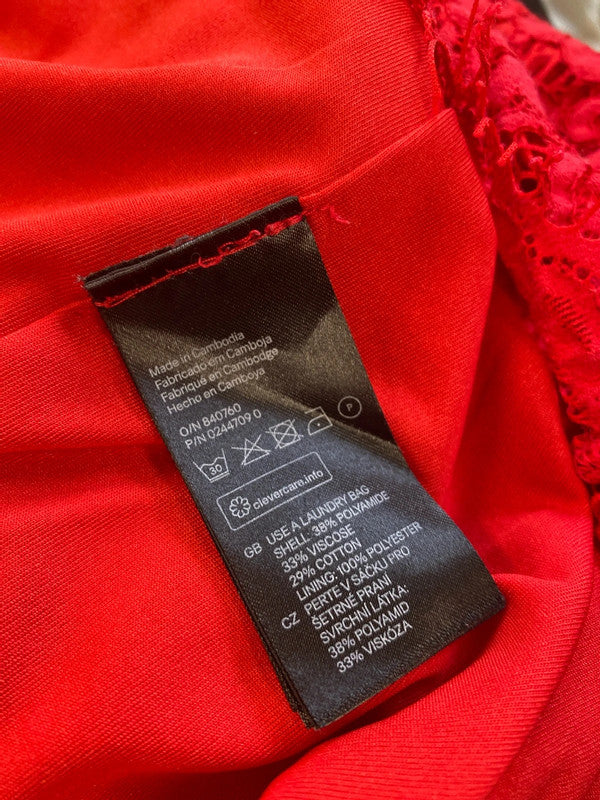 Made in Cambodia
Fabricado em Camboja
Fabriqué en Cambodge
Hecho en Camboya
O/N 840760
P/N 0244709 0
30
P
clevercare.info
GB USE A LAUNDRY BAG
SHELL: 38% POLYAMIDE
33% VISCOSE
29% COTTON
LINING: 100% POLYESTER
CZ PERTE V SÁČKU PRO
ŠETRNÉ PRANÍ
SVRCHNÍ LÁTKA:
38% POLYAMID
33% VISKÓZA